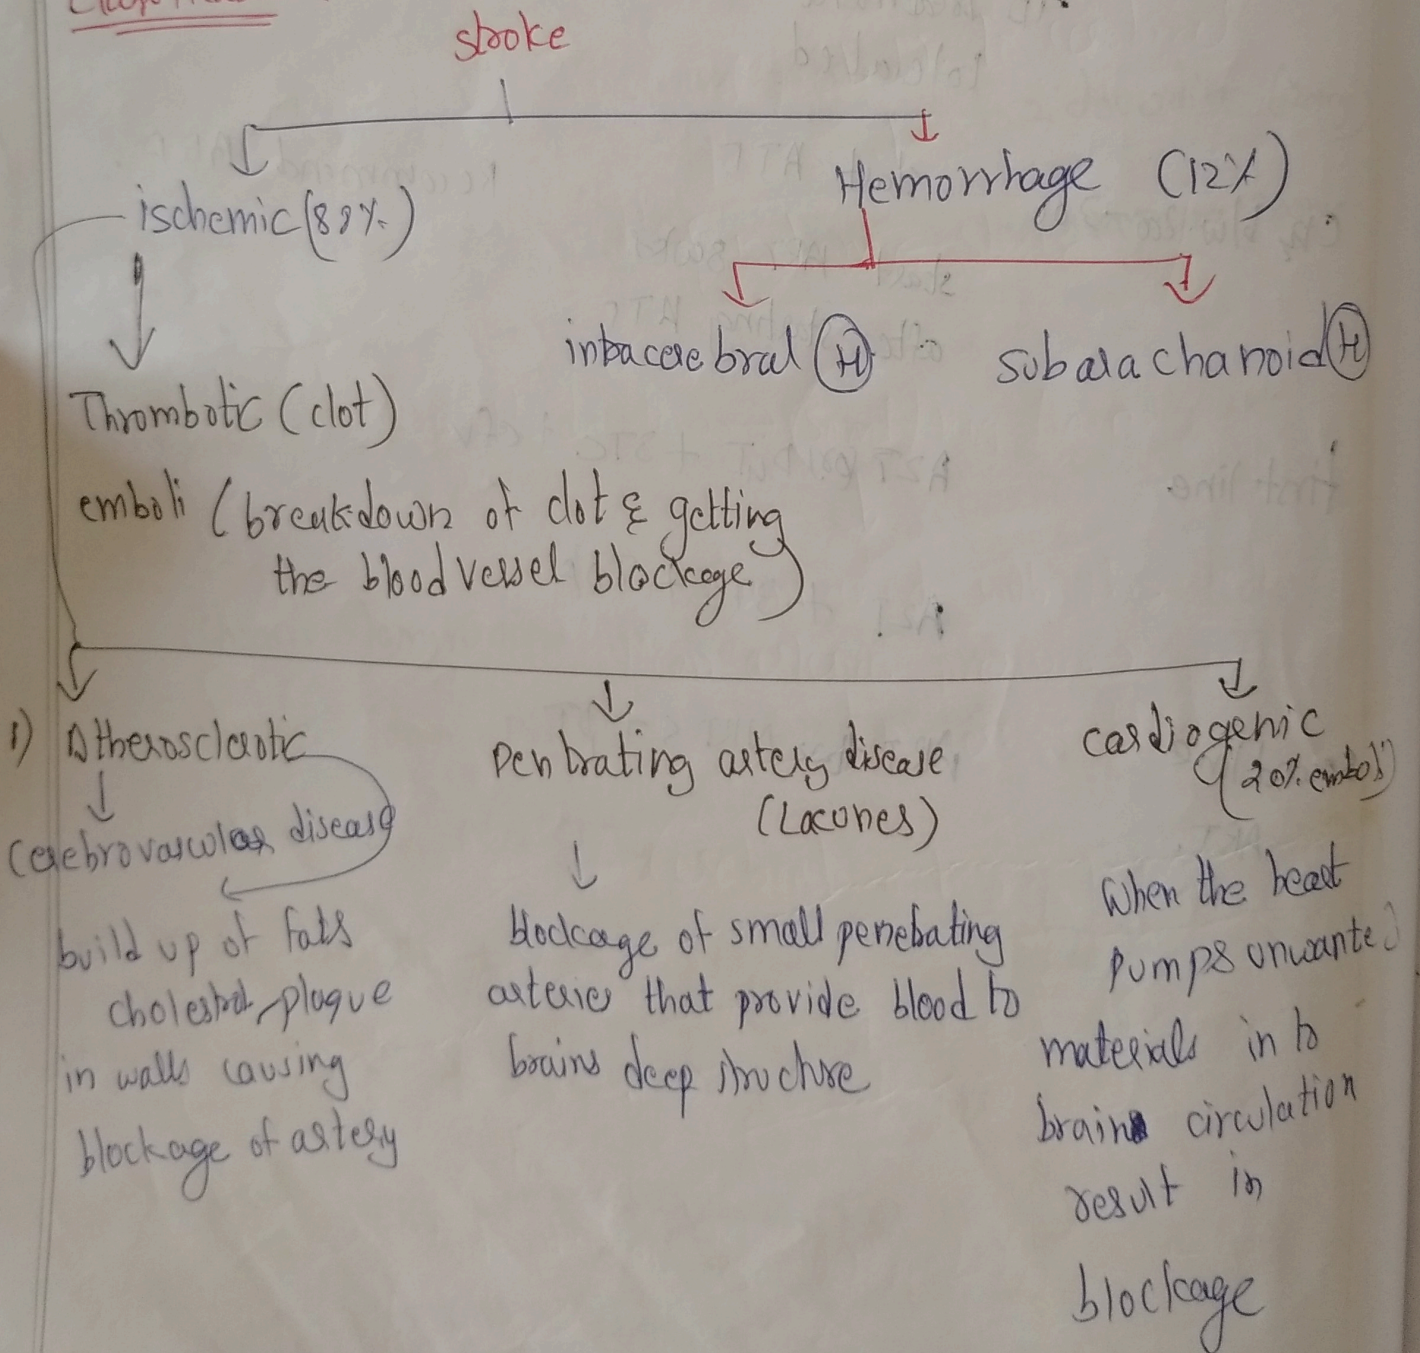 stroke
ischemic (88%)
Hemorrhage (12%)
intracerebral (H)
subarachanoid (H)
Thrombotic (clot)
emboli (breakdown of clot & getting
the blood vessel blockage)
1) Atherosclerotic
cerebrovascular disease
build up of fats
cholestrol, plaque
in walls causing
blockage of artery
Pentrating artery disease
(Lacunes)
blockage of small penetrating
arteries that provide blood to
brains deep structure
cardiogenic
(20% emboli)
When the heart
pumps unwanted
materials in to
brain circulation
result in
blockage